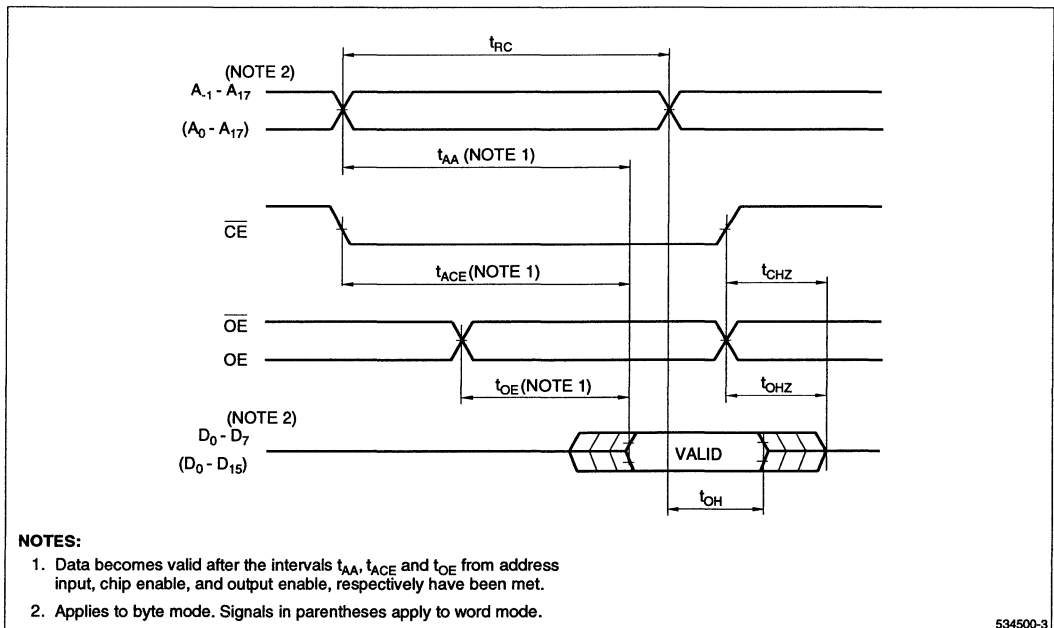 tRC
(NOTE 2)
A-1 - A17
(A0 - A17)
tAA (NOTE 1)
CE
tACE (NOTE 1)
tCHZ
OE
OE
tOE (NOTE 1)
tOHZ
(NOTE 2)
D0 - D7
(D0 - D15)
VALID
tOH
NOTES:
1. Data becomes valid after the intervals tAA, tACE and tOE from address
input, chip enable, and output enable, respectively have been met.
2. Applies to byte mode. Signals in parentheses apply to word mode.
534500-3